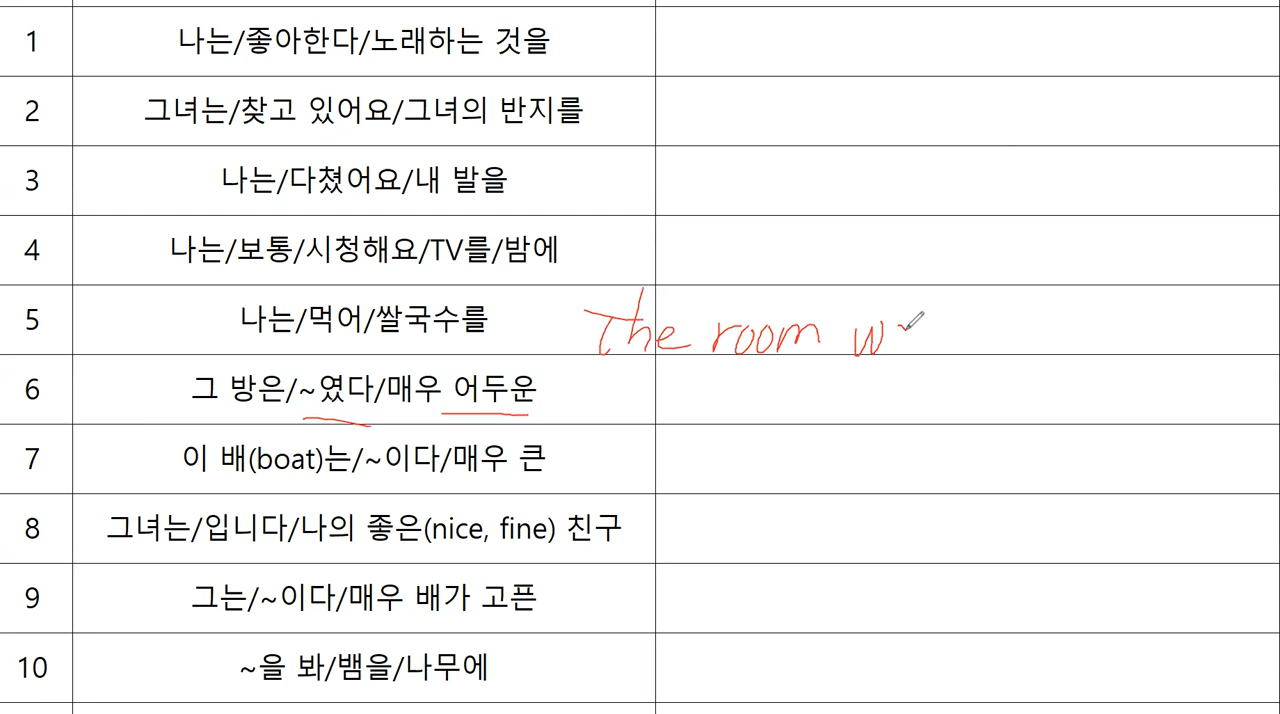 1 나는/좋아한다/노래하는 것을
2 그녀는/찾고 있어요/그녀의 반지를
3 나는/다쳤어요/내 발을
4 나는/보통/시청해요/TV를/밤에
5 나는/먹어/쌀국수를
The room w
6 그 방은/~였다/매우 어두운
7 이 배(boat)는/~이다/매우 큰
8 그녀는/입니다/나의 좋은(nice, fine) 친구
9 그는/~이다/매우 배가 고픈
10 ~을 봐/뱀을/나무에